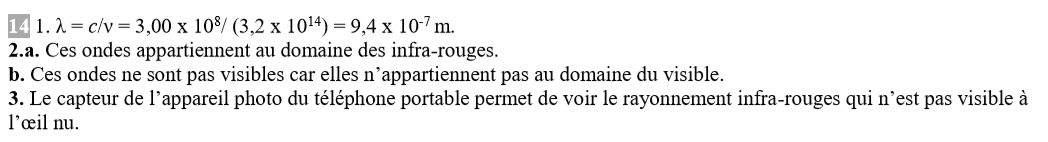 14 1. λ = c/ν = 3,00 x 10⁸/ (3,2 x 10¹⁴) = 9,4 x 10⁻⁷ m.
2.a. Ces ondes appartiennent au domaine des infra-rouges.
b. Ces ondes ne sont pas visibles car elles n’appartiennent pas au domaine du visible.
3. Le capteur de l’appareil photo du téléphone portable permet de voir le rayonnement infra-rouges qui n’est pas visible à
l’œil nu.